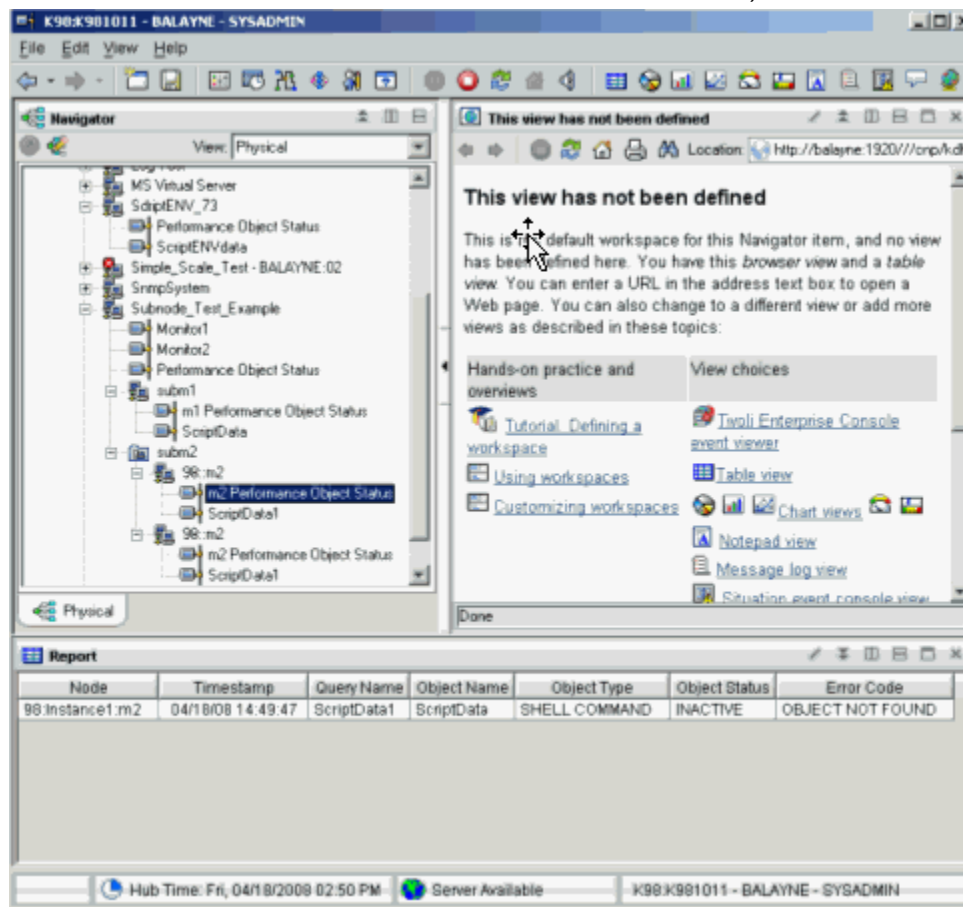 K98:K981011 - BALAYNE - SYSADMIN
File Edit View Help
Navigator
View: Physical
MS Virtual Server
ScriptENV_73
Performance Object Status
ScriptENVdata
Simple_Scale_Test - BALAYNE:02
SnmpSystem
Subnode_Test_Example
Monitor1
Monitor2
Performance Object Status
subm1
m1 Performance Object Status
ScriptData
subm2
98::m2
m2 Performance Object Status
ScriptData1
98::m2
m2 Performance Object Status
ScriptData1
Physical
This view has not been defined
Location: http://balayne:1920///cnp/kdh
This view has not been defined
This is default workspace for this Navigator item, and no view
has been defined here. You have this browser view and a table
view. You can enter a URL in the address text box to open a
Web page. You can also change to a different view or add more
views as described in these topics:
Hands-on practice and
overviews
Tutorial. Defining a
workspace
Using workspaces
Customizing workspaces
View choices
Tivoli Enterprise Console
event viewer
Table view
Chart views
Notepad view
Message log view
Situation event console view
Done
Report
Node Timestamp Query Name Object Name Object Type Object Status Error Code
98:Instance1:m2 04/18/08 14:49:47 ScriptData1 ScriptData SHELL COMMAND INACTIVE OBJECT NOT FOUND
Hub Time: Fri, 04/18/2008 02:50 PM Server Available K98:K981011 - BALAYNE - SYSADMIN